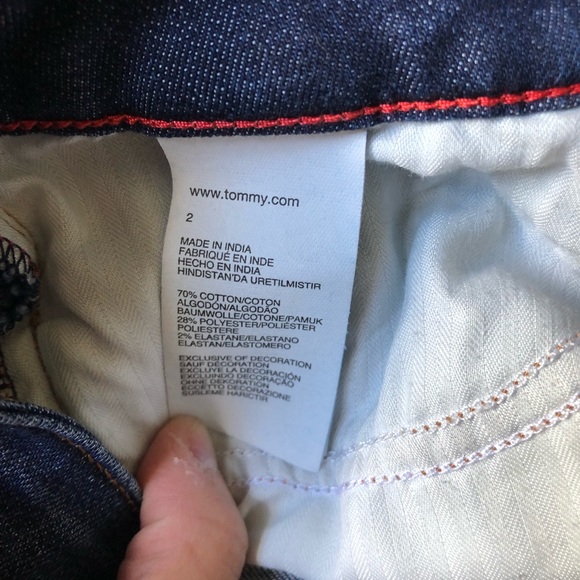 www.tommy.com
2
MADE IN INDIA
FABRIQUÉ EN INDE
HECHO EN INDIA
HINDISTAN'DA URETILMISTIR
70% COTTON/COTON
ALGODÓN/ALGODÃO
BAUMWOLLE/COTONE/PAMUK
28% POLYESTER/POLIÉSTER
POLIESTERE
2% ELASTANE/ELASTANO
ELASTAN/ELASTOMERO
EXCLUSIVE OF DECORATION
SAUF DÉCORATION
EXCLUYE LA DECORACIÓN
EXCLUINDO DECORAÇÃO
OHNE DEKORATION
ECCETTO DECORAZIONE
SUSLEME HARICTIR